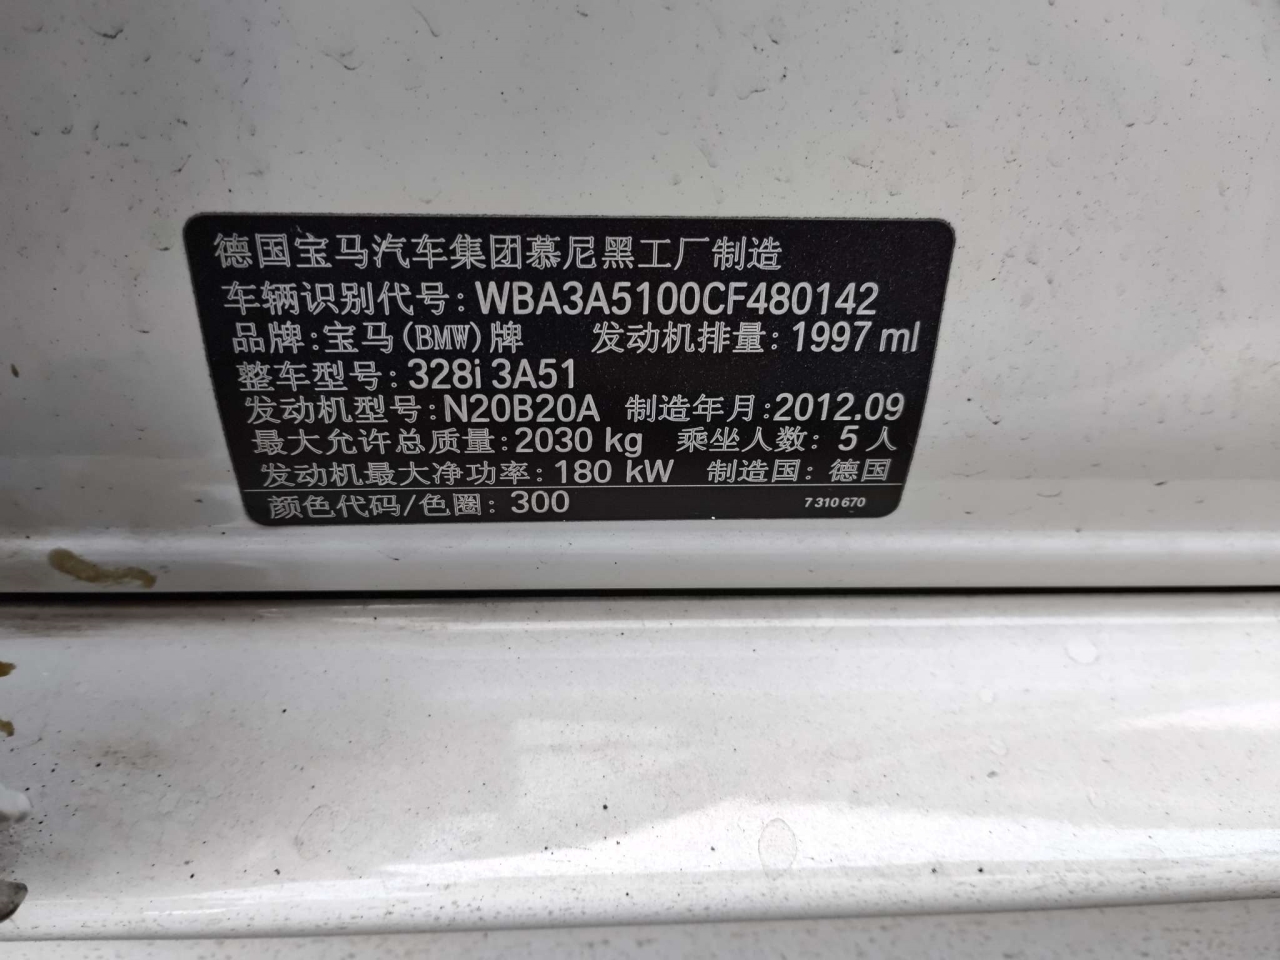 德国宝马汽车集团慕尼黑工厂制造
车辆识别代号: WBA3A5100CF480142
品牌:宝马(BMW)牌 发动机排量: 1997 ml
整车型号: 328i 3A51
发动机型号: N20B20A 制造年月:2012.09
最大允许总质量: 2030 kg 乘坐人数: 5 人
发动机最大净功率: 180 kW 制造国: 德国
颜色代码/色圈: 300 7 310 670